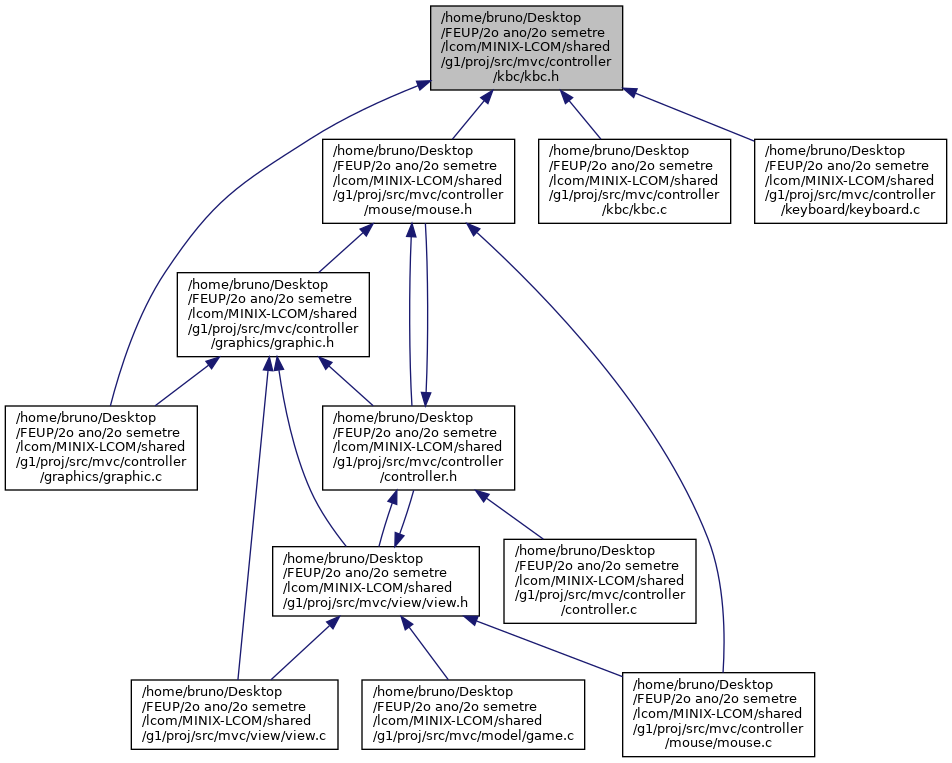 /home/bruno/Desktop
/FEUP/2o ano/2o semetre
/lcom/MINIX-LCOM/shared
/g1/proj/src/mvc/controller
/kbc/kbc.h
/home/bruno/Desktop
/FEUP/2o ano/2o semetre
/lcom/MINIX-LCOM/shared
/g1/proj/src/mvc/controller
/mouse/mouse.h
/home/bruno/Desktop
/FEUP/2o ano/2o semetre
/lcom/MINIX-LCOM/shared
/g1/proj/src/mvc/controller
/kbc/kbc.c
/home/bruno/Desktop
/FEUP/2o ano/2o semetre
/lcom/MINIX-LCOM/shared
/g1/proj/src/mvc/controller
/keyboard/keyboard.c
/home/bruno/Desktop
/FEUP/2o ano/2o semetre
/lcom/MINIX-LCOM/shared
/g1/proj/src/mvc/controller
/graphics/graphic.h
/home/bruno/Desktop
/FEUP/2o ano/2o semetre
/lcom/MINIX-LCOM/shared
/g1/proj/src/mvc/controller
/graphics/graphic.c
/home/bruno/Desktop
/FEUP/2o ano/2o semetre
/lcom/MINIX-LCOM/shared
/g1/proj/src/mvc/controller
/controller.h
/home/bruno/Desktop
/FEUP/2o ano/2o semetre
/lcom/MINIX-LCOM/shared
/g1/proj/src/mvc/view/view.h
/home/bruno/Desktop
/FEUP/2o ano/2o semetre
/lcom/MINIX-LCOM/shared
/g1/proj/src/mvc/controller
/controller.c
/home/bruno/Desktop
/FEUP/2o ano/2o semetre
/lcom/MINIX-LCOM/shared
/g1/proj/src/mvc/view/view.c
/home/bruno/Desktop
/FEUP/2o ano/2o semetre
/lcom/MINIX-LCOM/shared
/g1/proj/src/mvc/model/game.c
/home/bruno/Desktop
/FEUP/2o ano/2o semetre
/lcom/MINIX-LCOM/shared
/g1/proj/src/mvc/controller
/mouse/mouse.c